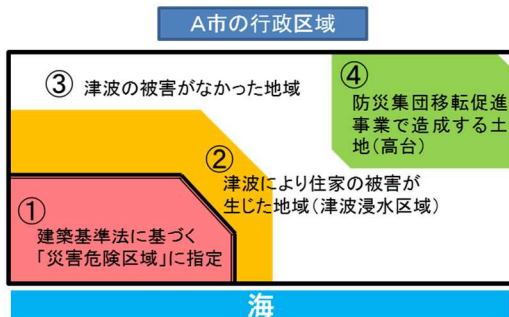 A市の行政区域
③ 津波の被害がなかった地域
④
防災集団移転促進
事業で造成する土
地(高台)
②
津波により住家の被害が
生じた地域(津波浸水区域)
①
建築基準法に基づく
「災害危険区域」に指定
海